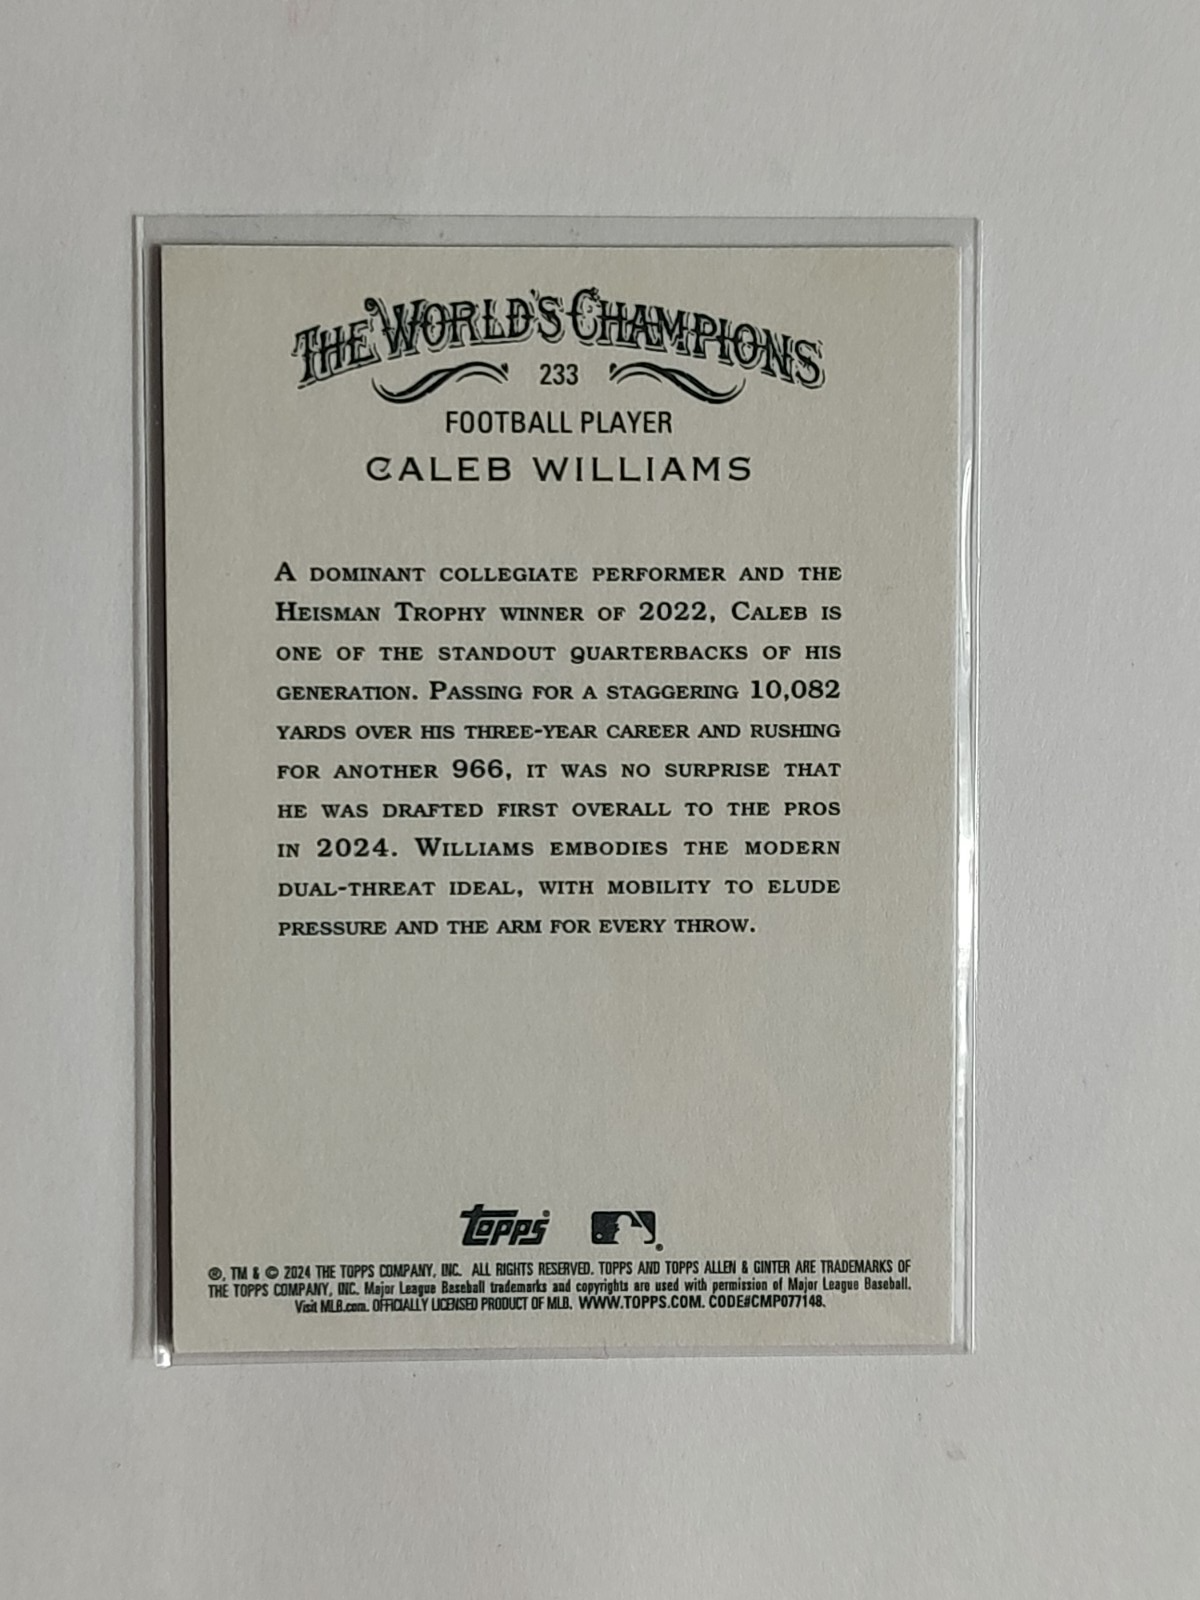 THE WORLD'S CHAMPIONS
233
FOOTBALL PLAYER
CALEB WILLIAMS
A DOMINANT COLLEGIATE PERFORMER AND THE
HEISMAN TROPHY WINNER OF 2022, CALEB IS
ONE OF THE STANDOUT QUARTERBACKS OF HIS
GENERATION. PASSING FOR A STAGGERING 10,082
YARDS OVER HIS THREE-YEAR CAREER AND RUSHING
FOR ANOTHER 966, IT WAS NO SURPRISE THAT
HE WAS DRAFTED FIRST OVERALL TO THE PROS
IN 2024. WILLIAMS EMBODIES THE MODERN
DUAL-THREAT IDEAL, WITH MOBILITY TO ELUDE
PRESSURE AND THE ARM FOR EVERY THROW.
Topps®
®, TM & © 2024 THE TOPPS COMPANY, INC. ALL RIGHTS RESERVED. TOPPS AND TOPPS ALLEN & GINTER ARE TRADEMARKS OF
THE TOPPS COMPANY, INC. Major League Baseball trademarks and copyrights are used with permission of Major League Baseball.
Visit MLB.com. OFFICIALLY LICENSED PRODUCT OF MLB. WWW.TOPPS.COM. CODE#CMP077148.